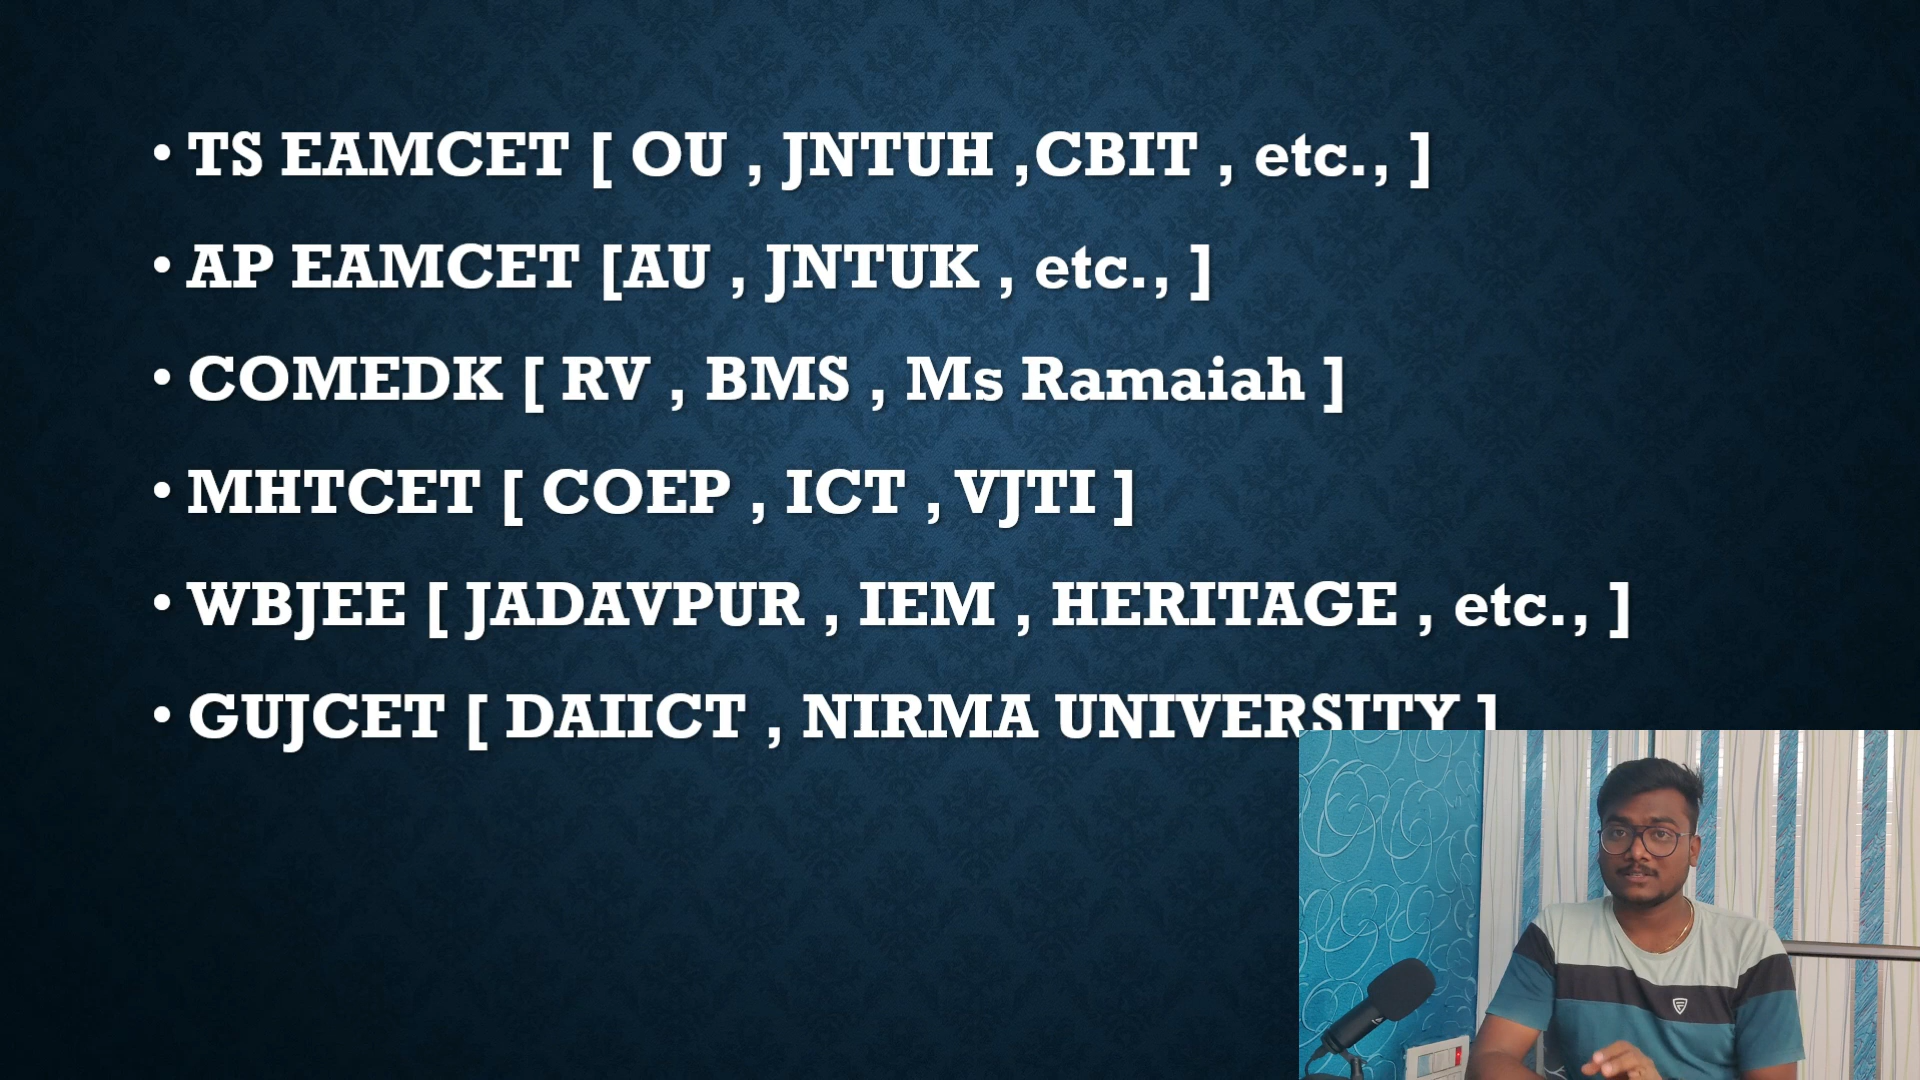 • TS EAMCET [ OU , JNTUH ,CBIT , etc., ]
• AP EAMCET [AU , JNTUK , etc., ]
• COMEDK [ RV , BMS , Ms Ramaiah ]
• MHTCET [ COEP , ICT , VJTI ]
• WBJEE [ JADAVPUR , IEM , HERITAGE , etc., ]
• GUJCET [ DAIICT , NIRMA UNIVERSITY ]